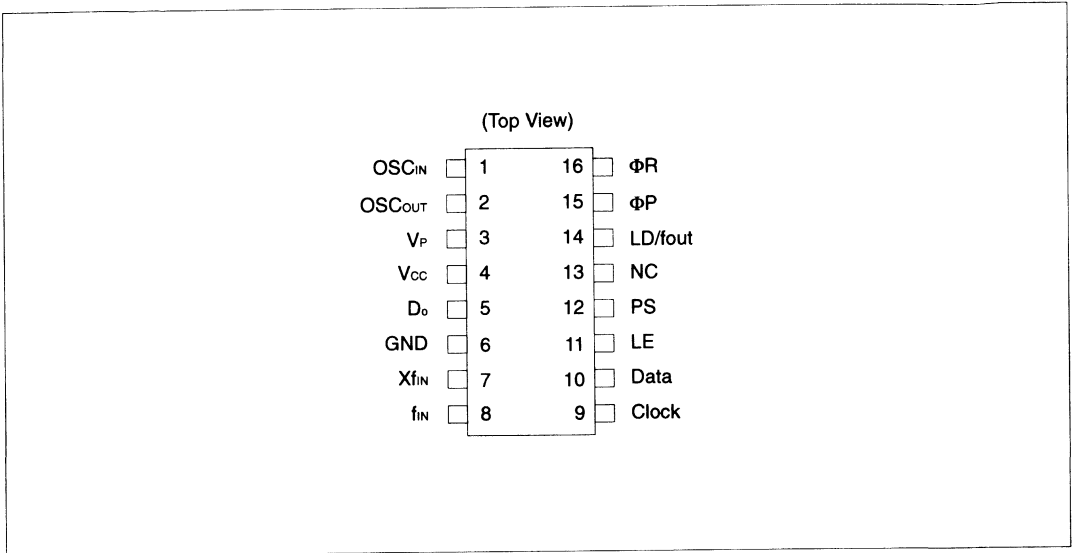 (Top View)
OSCIN 1 16 ΦR
OSCOUT 2 15 ΦP
VP 3 14 LD/fout
VCC 4 13 NC
Do 5 12 PS
GND 6 11 LE
XfIN 7 10 Data
fIN 8 9 Clock